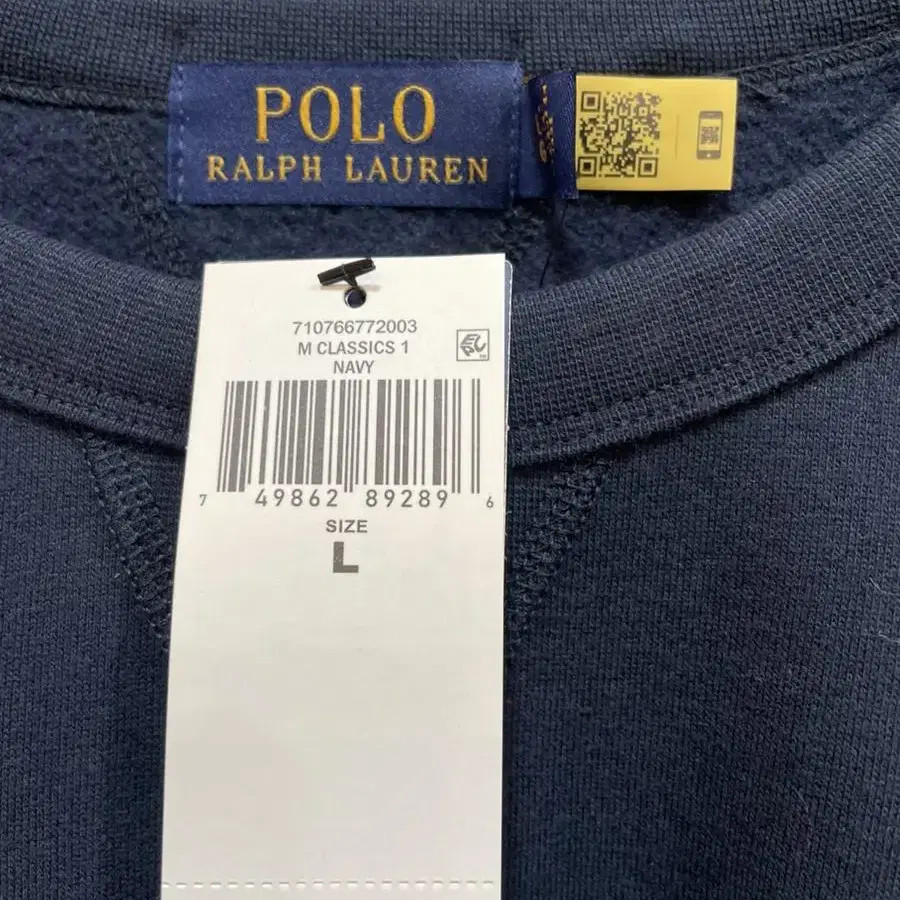 POLO
RALPH LAUREN
710766772003
M CLASSICS 1
NAVY
7 49862 89289 6
SIZE
L